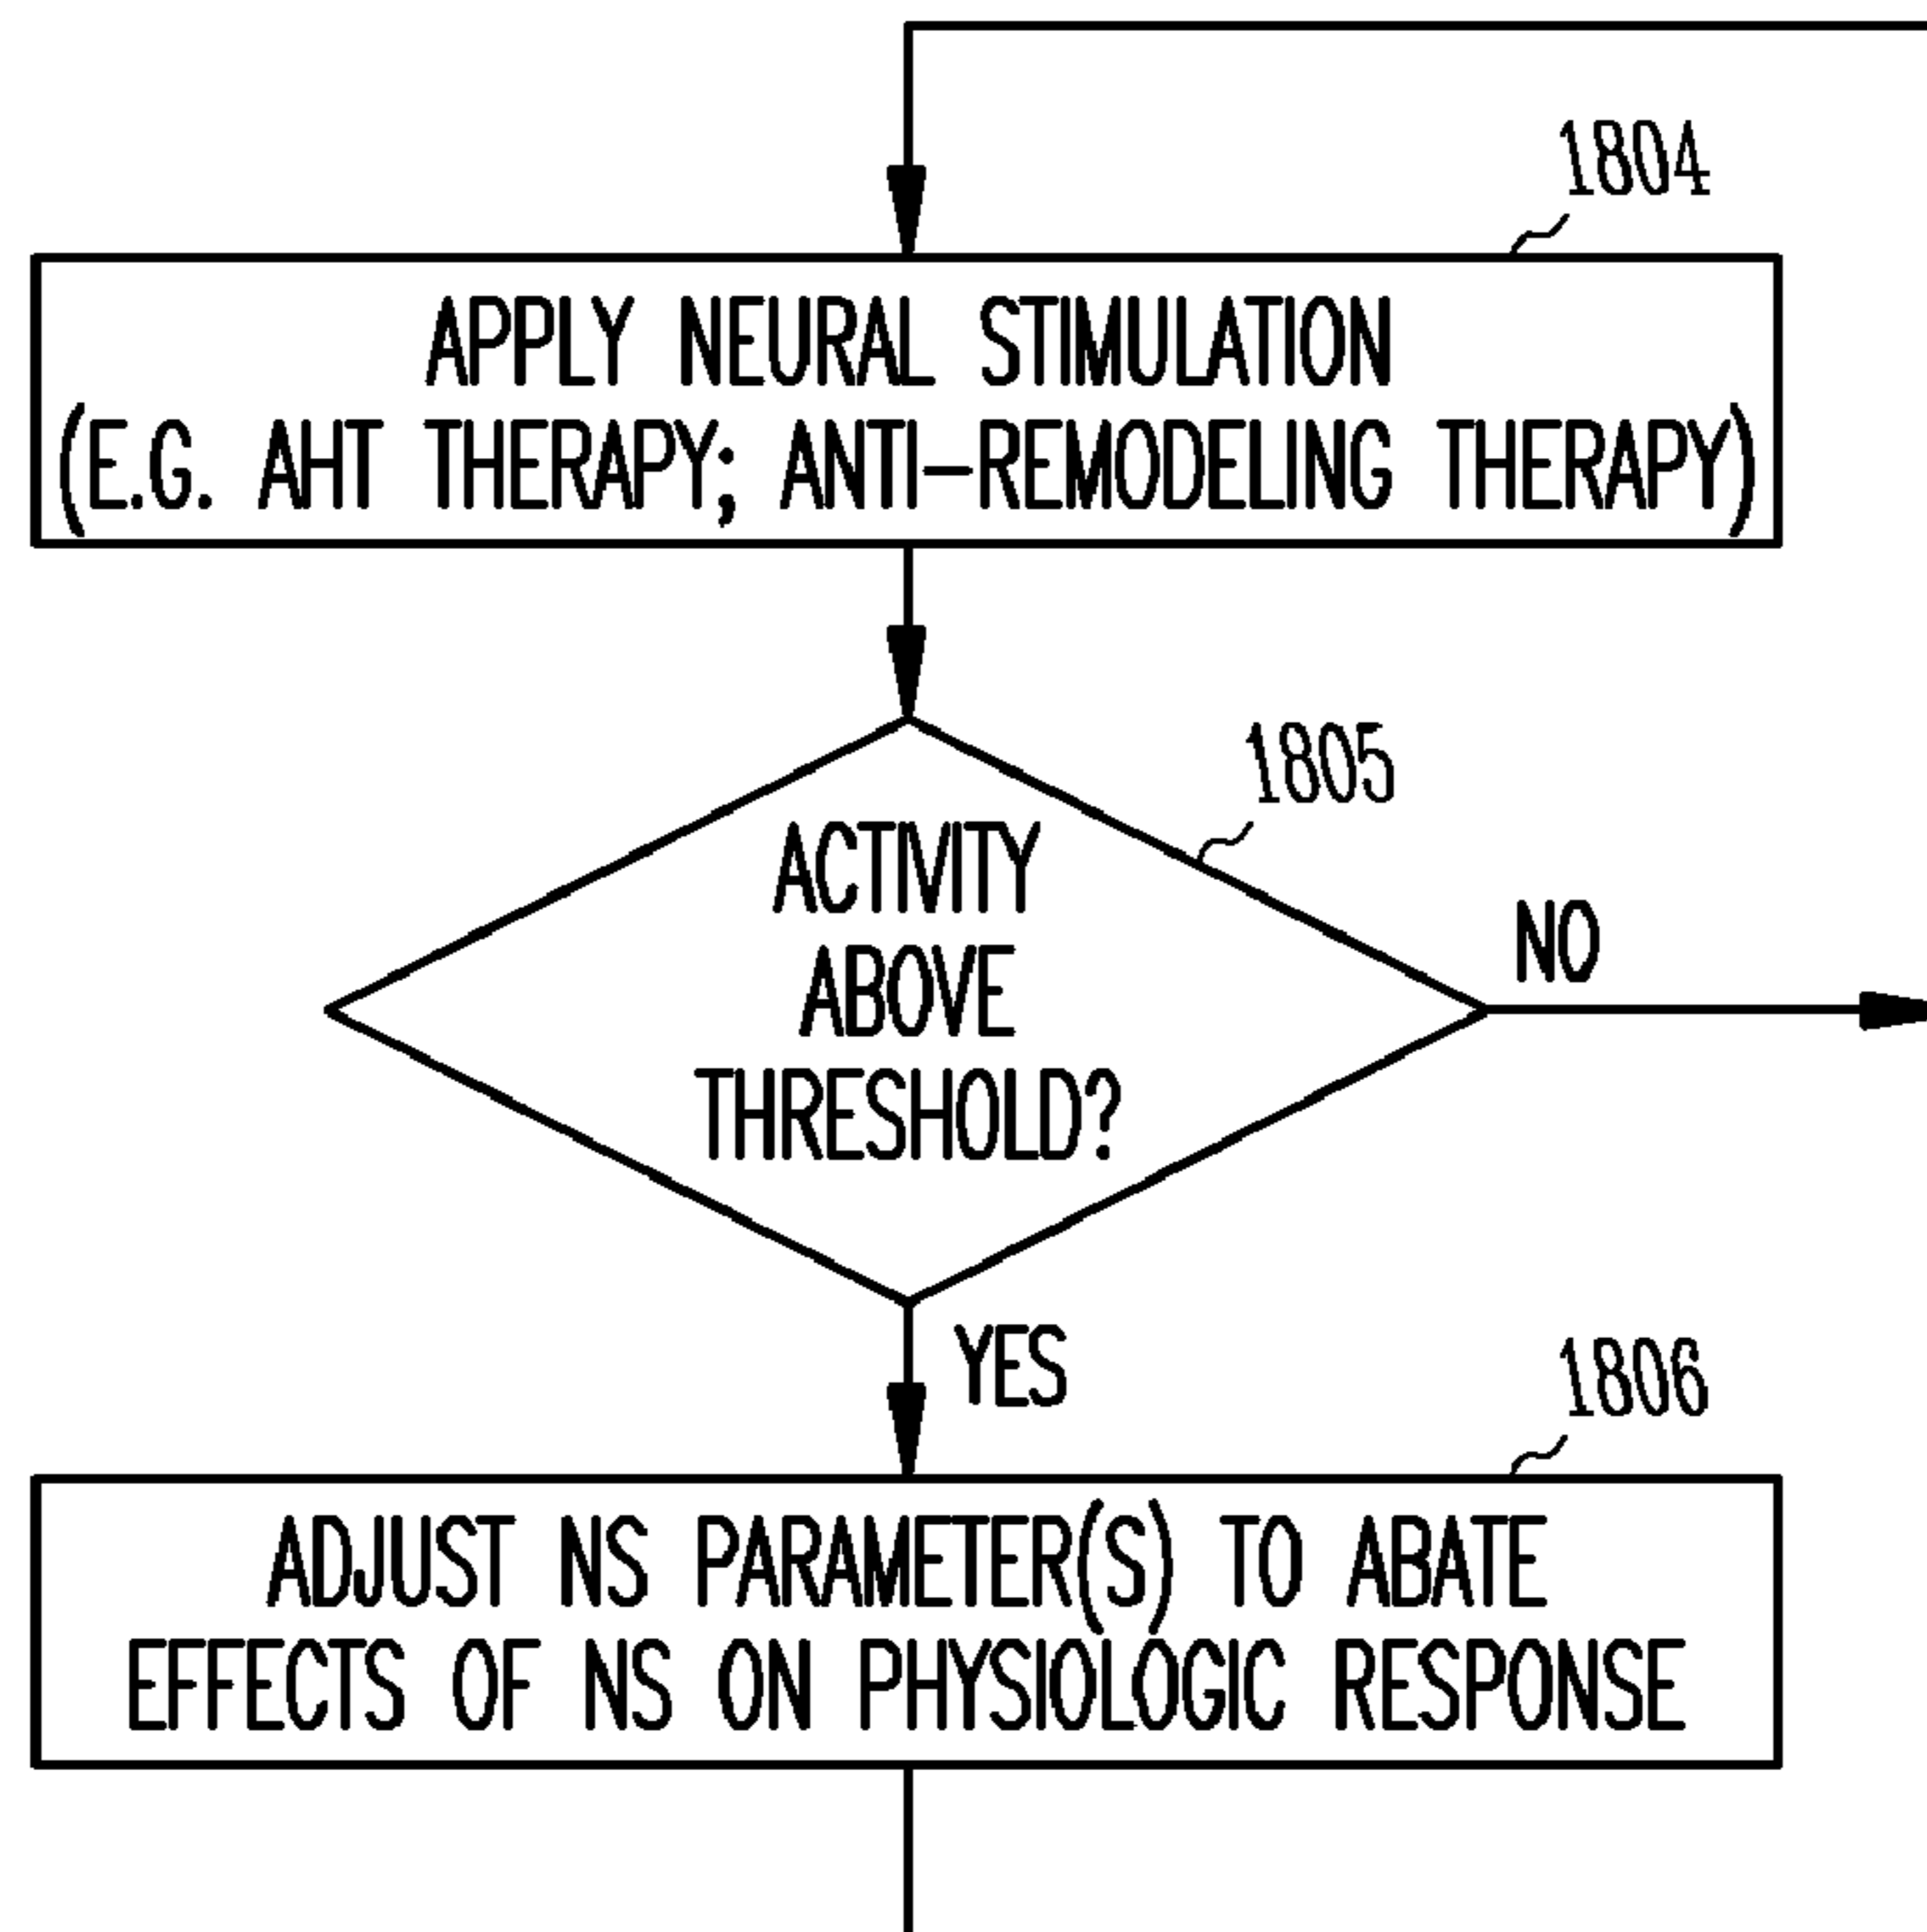 1804
APPLY NEURAL STIMULATION
(E.G. AHT THERAPY; ANTI-REMODELING THERAPY)
1805
ACTIVITY
ABOVE
THRESHOLD?
NO
YES
1806
ADJUST NS PARAMETER(S) TO ABATE
EFFECTS OF NS ON PHYSIOLOGIC RESPONSE